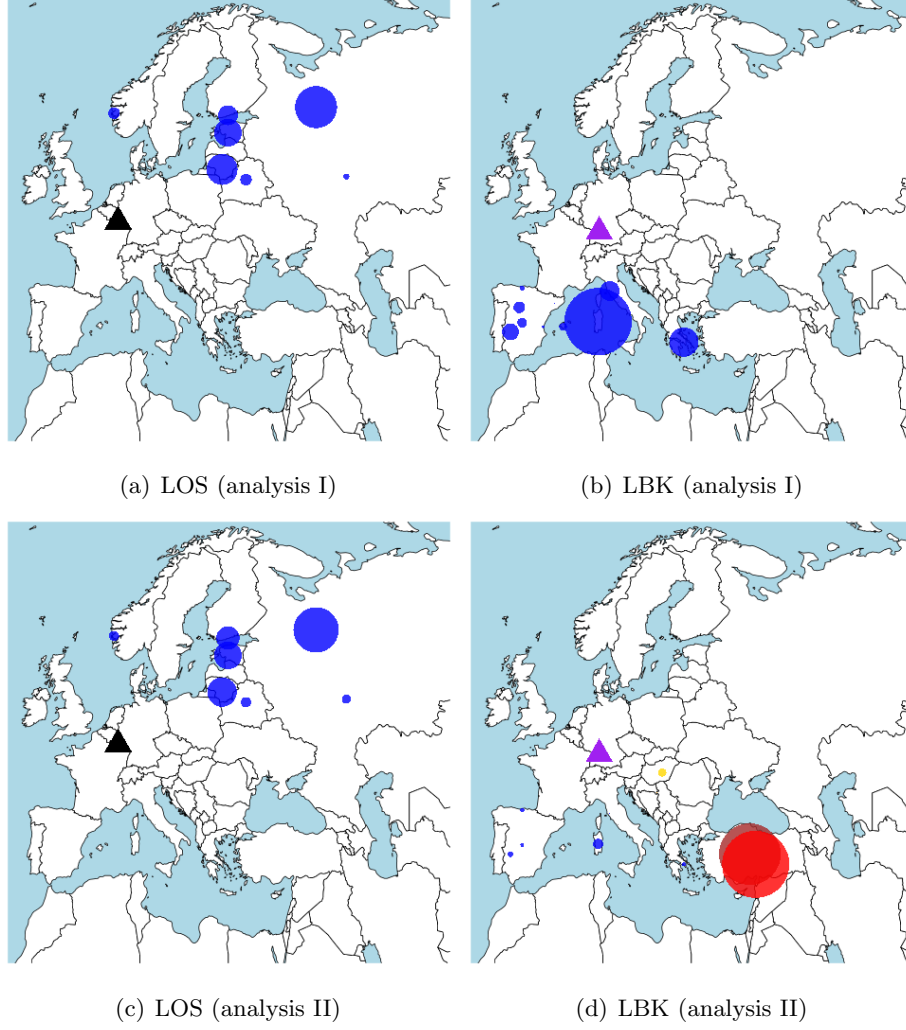 (a) LOS (analysis I)
(b) LBK (analysis I)
(c) LOS (analysis II)
(d) LBK (analysis II)